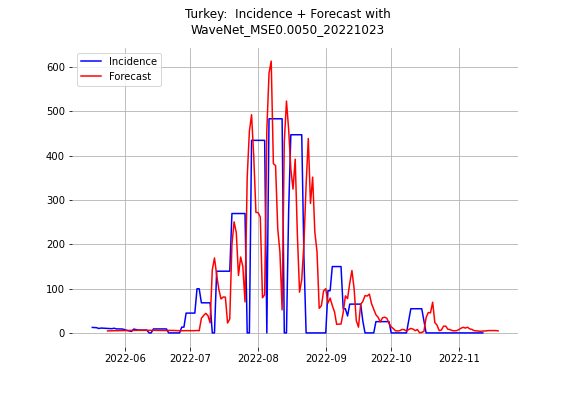 Turkey:  Incidence + Forecast with
WaveNet_MSE0.0050_20221023
Incidence
Forecast
600
500
400
300
200
100
0
2022-06 2022-07 2022-08 2022-09 2022-10 2022-11